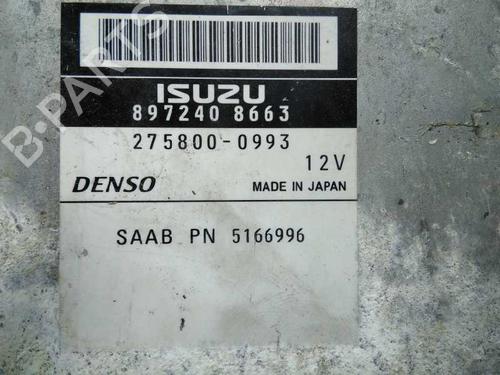 ISUZU
897240 8663
275800-0993
12V
DENSO
MADE IN JAPAN
SAAB PN 5166996
B-PARTS